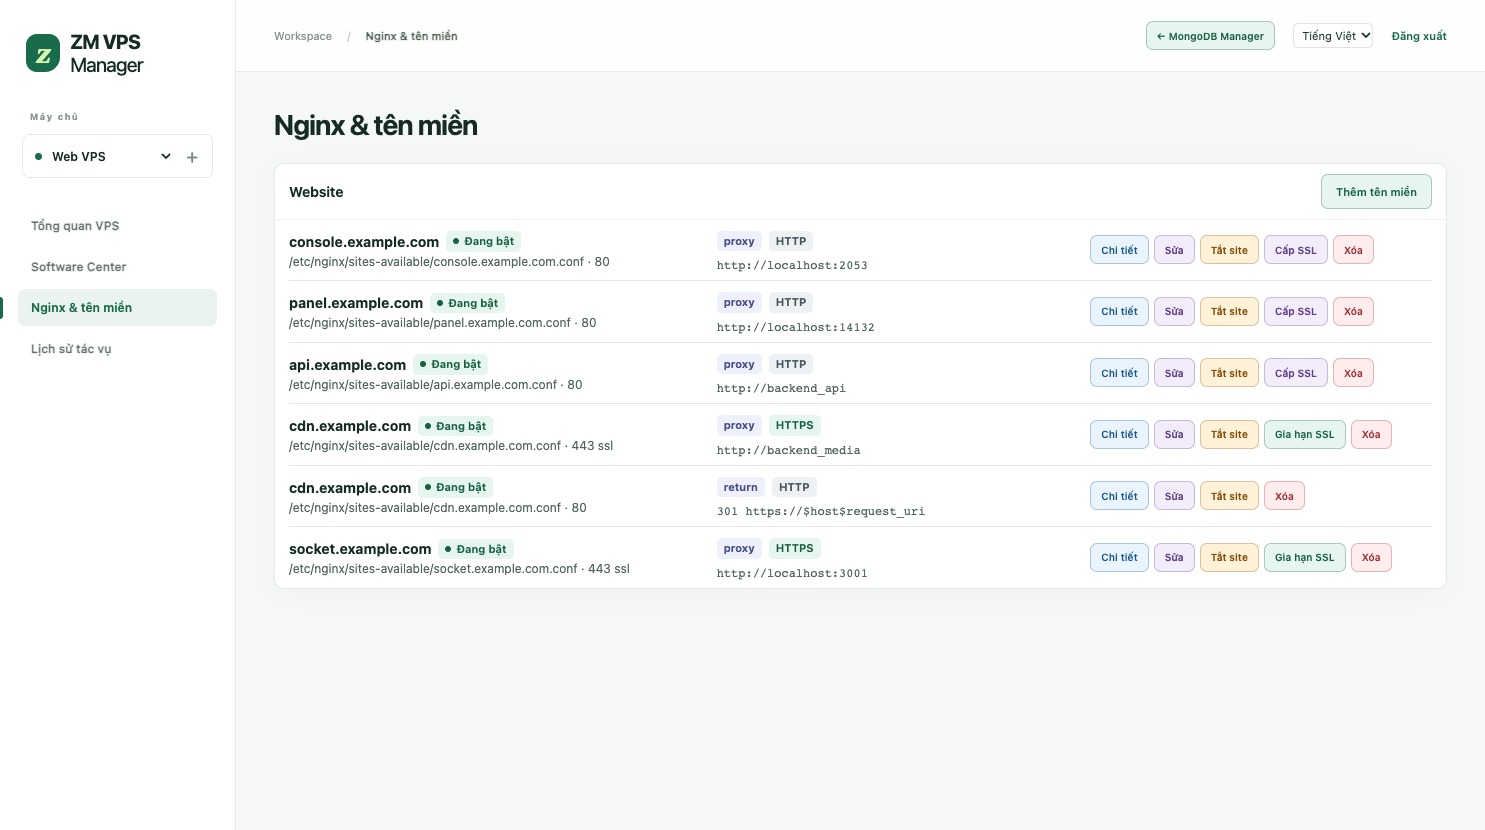 z
ZM VPS
Manager
Máy chủ
Web VPS
+
Tổng quan VPS
Software Center
Nginx & tên miền
Lịch sử tác vụ
Workspace / Nginx & tên miền
← MongoDB Manager
Tiếng Việt
Đăng xuất
Nginx & tên miền
Website
Thêm tên miền
console.example.com • Đang bật
/etc/nginx/sites-available/console.example.com.conf · 80
proxy HTTP
http://localhost:2053
Chi tiết Sửa Tắt site Cấp SSL Xóa
panel.example.com • Đang bật
/etc/nginx/sites-available/panel.example.com.conf · 80
proxy HTTP
http://localhost:14132
Chi tiết Sửa Tắt site Cấp SSL Xóa
api.example.com • Đang bật
/etc/nginx/sites-available/api.example.com.conf · 80
proxy HTTP
http://backend_api
Chi tiết Sửa Tắt site Cấp SSL Xóa
cdn.example.com • Đang bật
/etc/nginx/sites-available/cdn.example.com.conf · 443 ssl
proxy HTTPS
http://backend_media
Chi tiết Sửa Tắt site Gia hạn SSL Xóa
cdn.example.com • Đang bật
/etc/nginx/sites-available/cdn.example.com.conf · 80
return HTTP
301 https://$host$request_uri
Chi tiết Sửa Tắt site Xóa
socket.example.com • Đang bật
/etc/nginx/sites-available/socket.example.com.conf · 443 ssl
proxy HTTPS
http://localhost:3001
Chi tiết Sửa Tắt site Gia hạn SSL Xóa